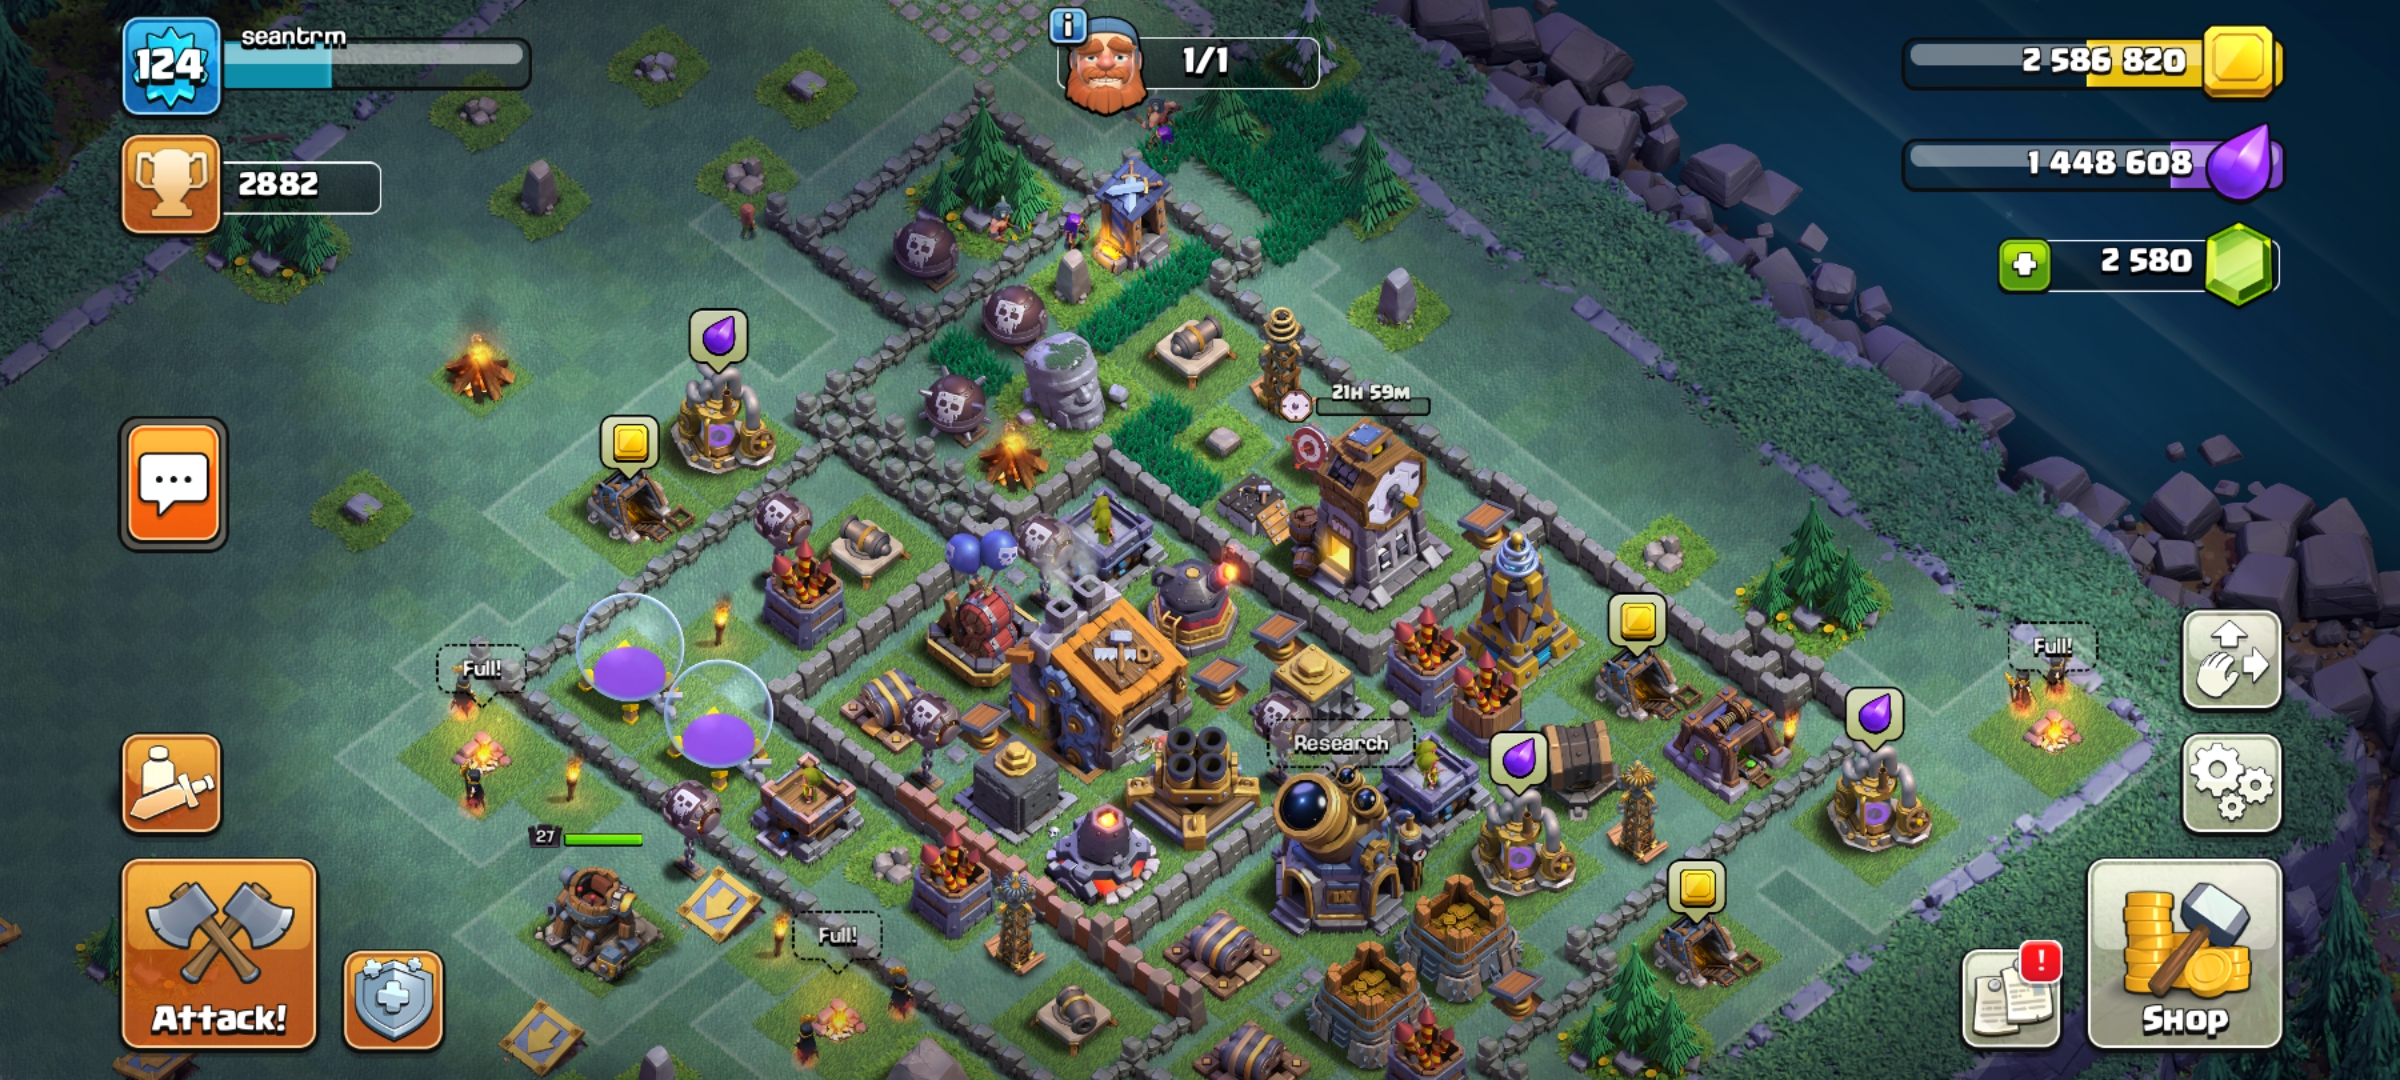 124
seantrm
i
1/1
2 586 820
1 448 608
2882
2 580
21H 59M
Full!
Full!
Research
27
Full!
!
Attack!
Shop